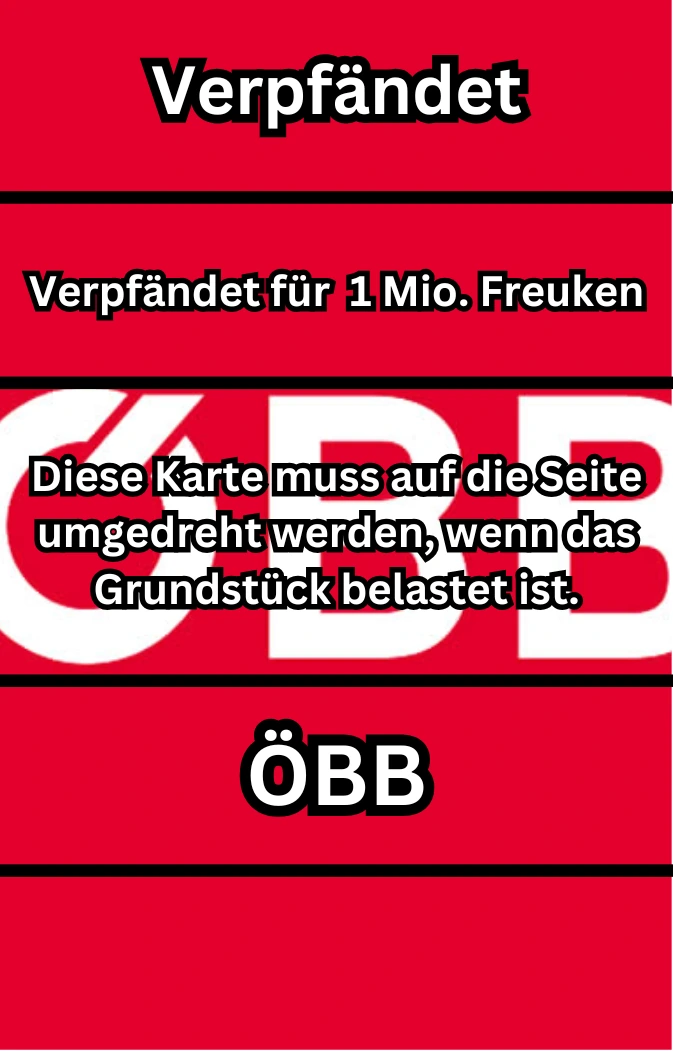 Verpfändet
Verpfändet für 1 Mio. Freuken
ÖBB
Diese Karte muss auf die Seite
umgedreht werden, wenn das
Grundstück belastet ist.
ÖBB